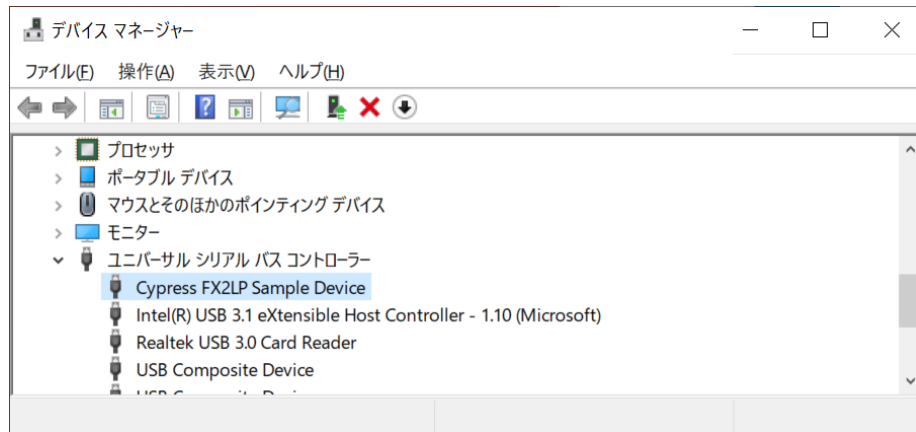 デバイス マネージャー
ファイル(F) 操作(A) 表示(V) ヘルプ(H)
プロセッサ
ポータブル デバイス
マウスとそのほかのポインティング デバイス
モニター
ユニバーサル シリアル バス コントローラー
Cypress FX2LP Sample Device
Intel(R) USB 3.1 eXtensible Host Controller - 1.10 (Microsoft)
Realtek USB 3.0 Card Reader
USB Composite Device